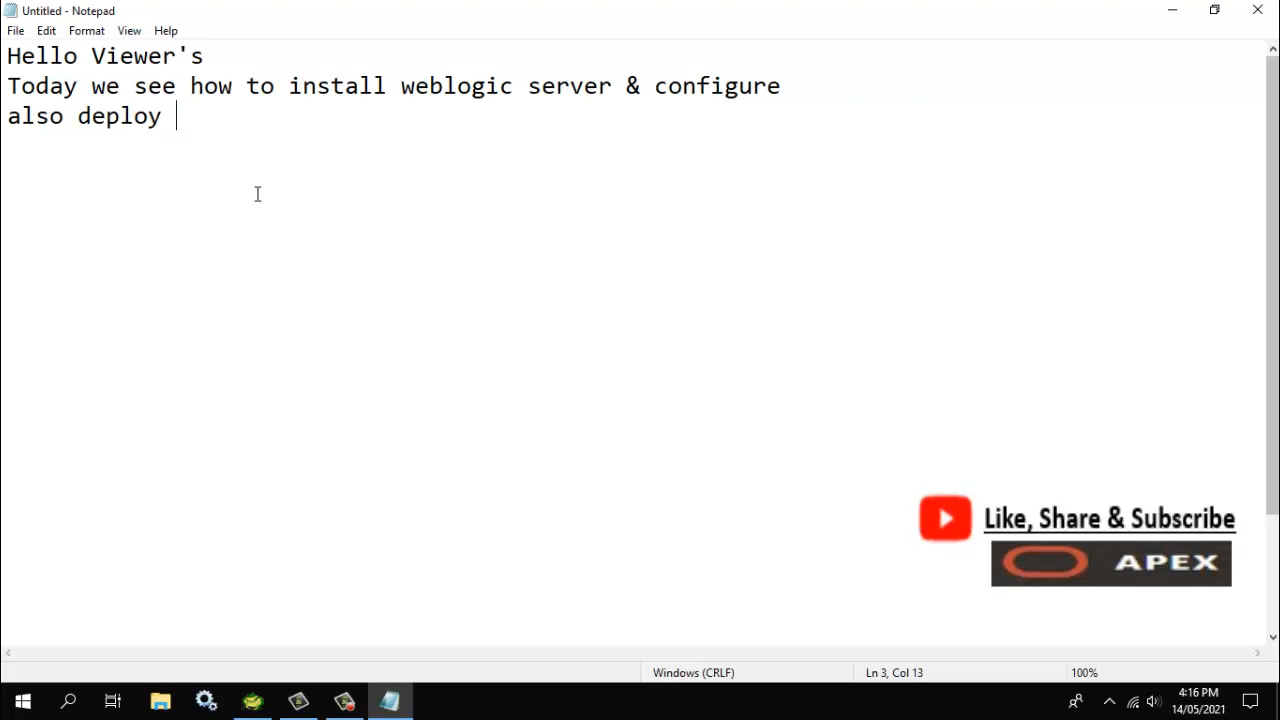 Untitled - Notepad
File Edit Format View Help
Hello Viewer's
Today we see how to install weblogic server & configure
also deploy
Like, Share & Subscribe
APEX
Windows (CRLF) Ln 3, Col 13 100%
4:16 PM
14/05/2021